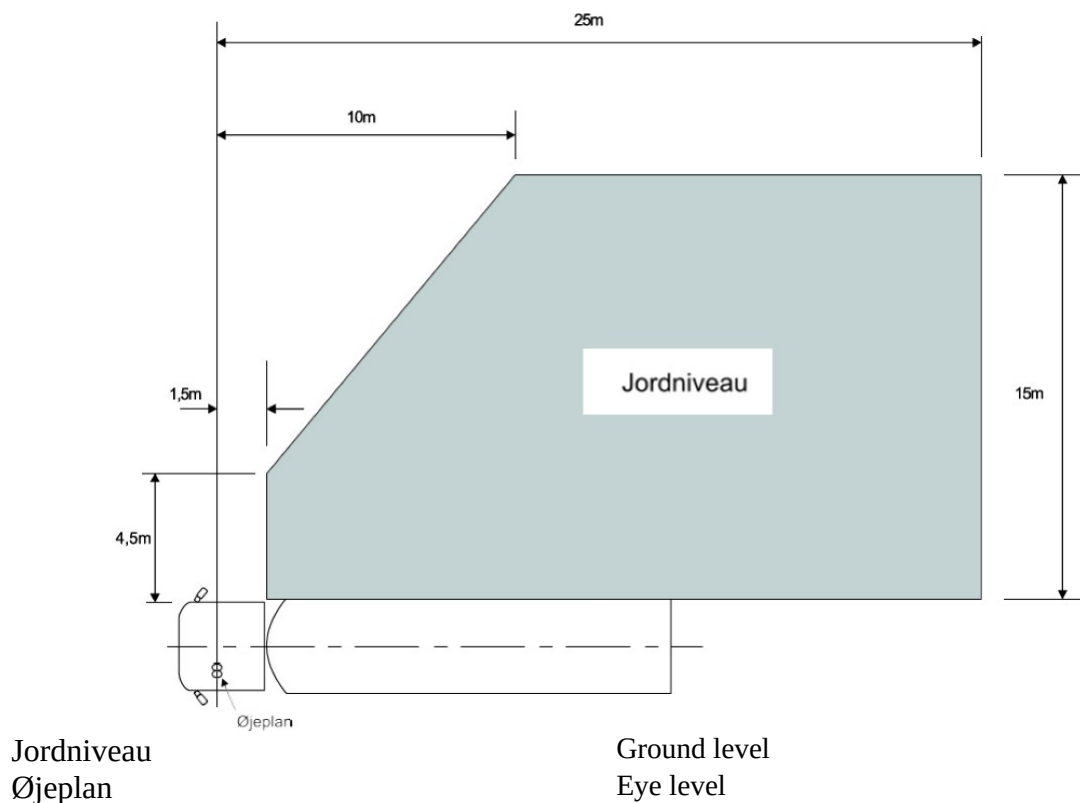 25m
10m
Jordniveau
1,5m
15m
4,5m
Øjeplan
Jordniveau Ground level
Øjeplan Eye level